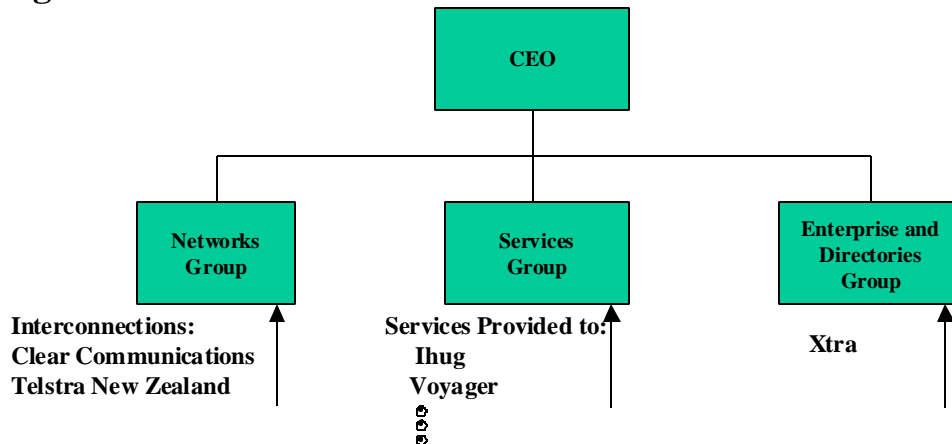 CEO
Networks
Group
Services
Group
Enterprise and
Directories
Group
Interconnections:
Clear Communications
Telstra New Zealand
Services Provided to:
Ihug
Voyager
Xtra